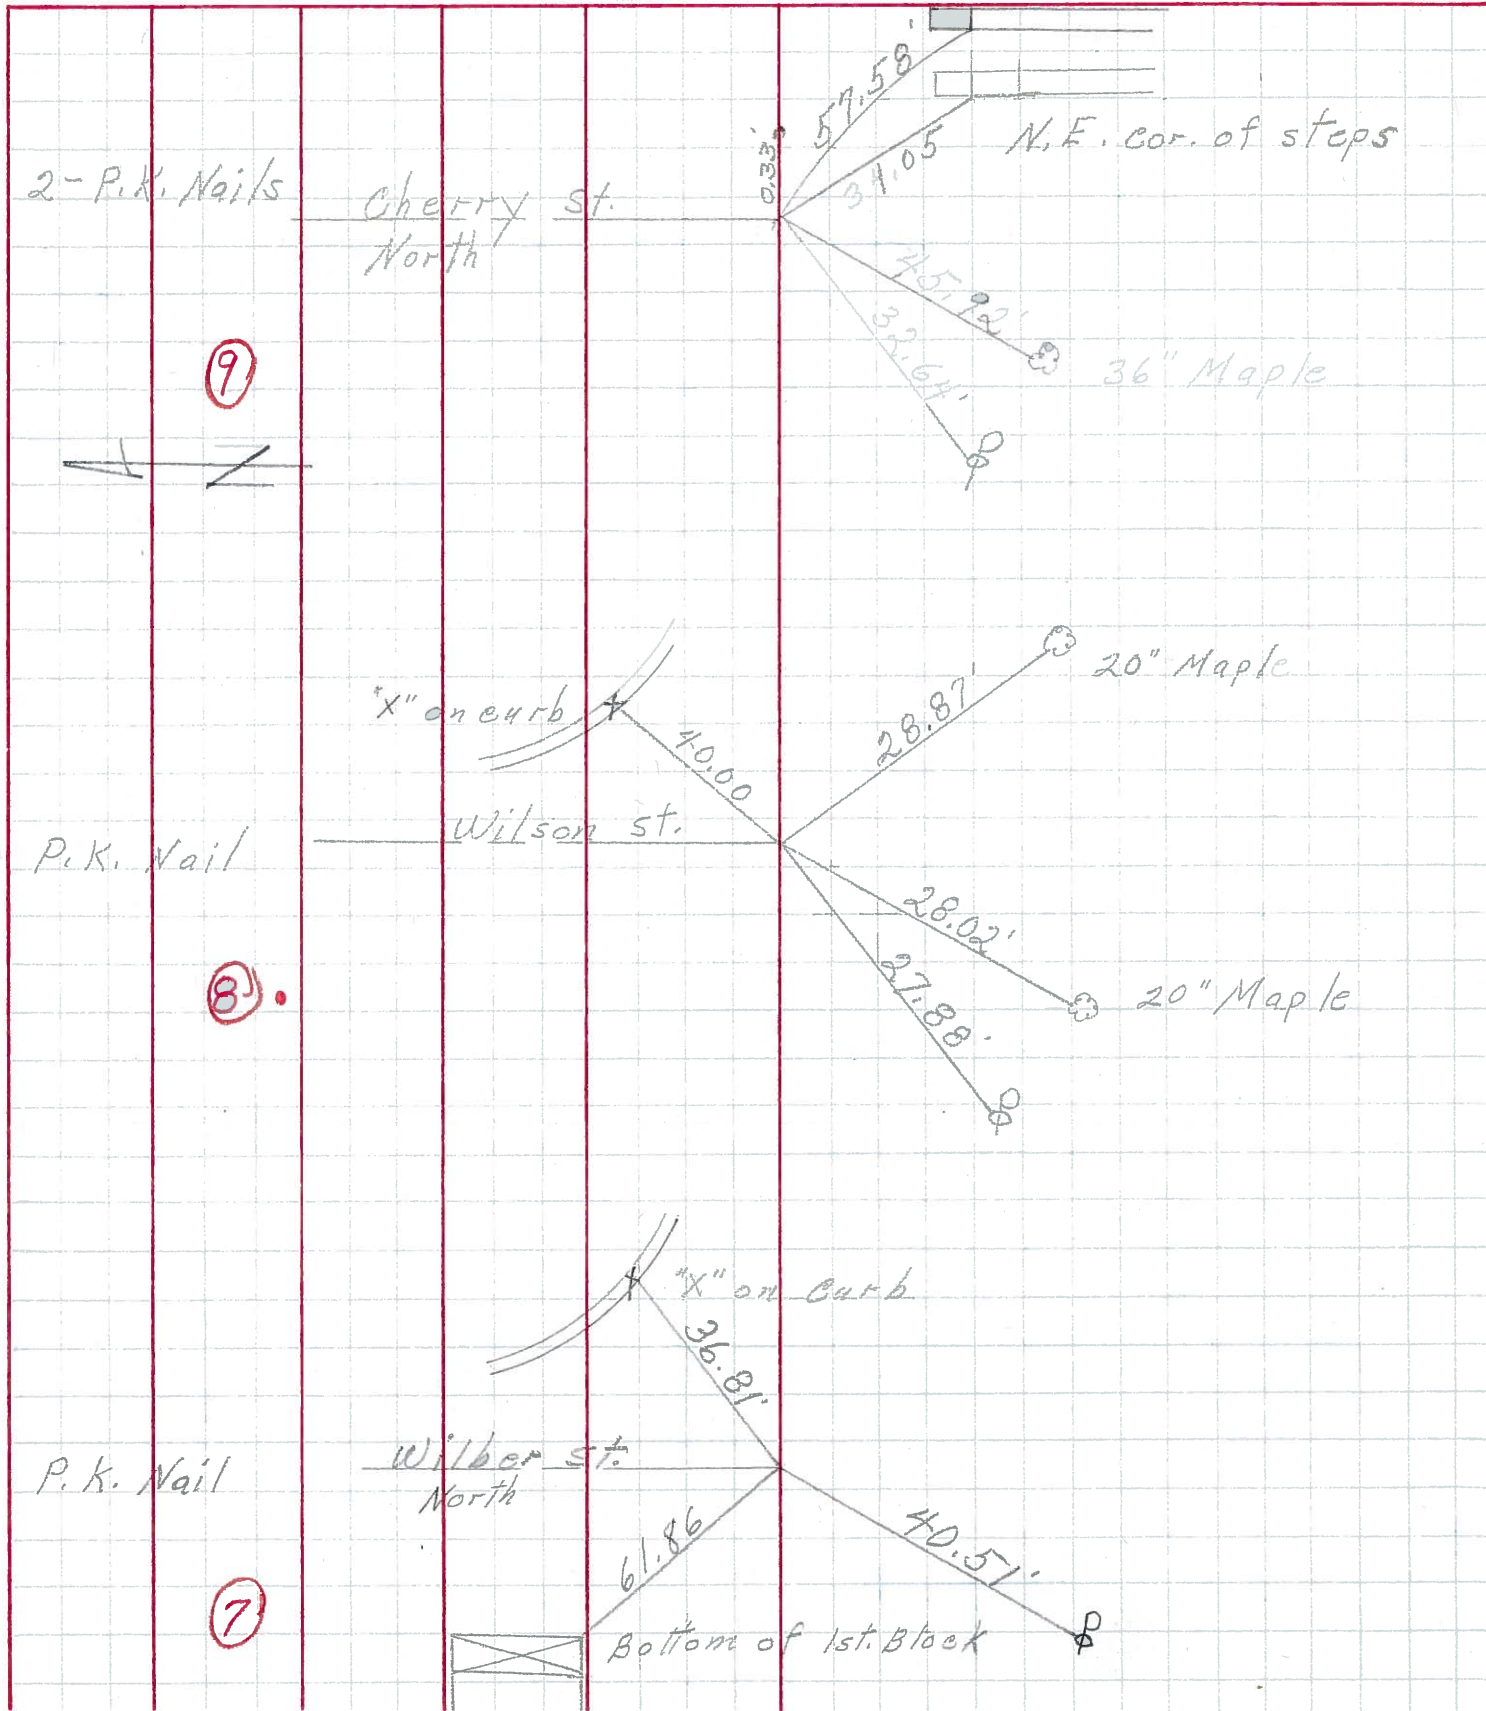 57.58'
0.33'
31.05
N.E. cor. of steps
2-P.K. Nails
Cherry St.
North
45.92'
32.64'
36" Maple
9
N
"X" on curb
40.00
28.87'
20" Maple
P.K. Nail
Wilson St.
28.02'
27.88'
20" Maple
8
"X" on Curb
36.81'
P.K. Nail
Wilber St.
North
61.86
40.51'
7
Bottom of 1st. Block